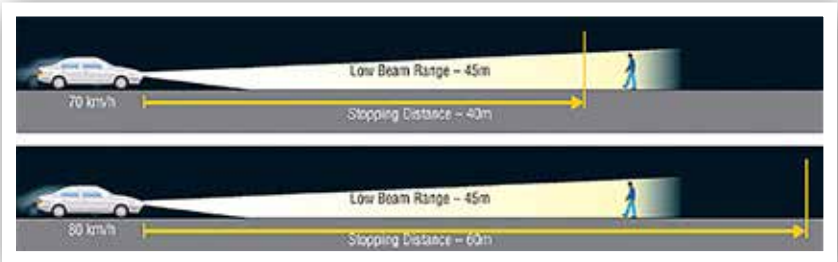 Low Beam Range – 45m
70 km/h
Stopping Distance – 40m
Low Beam Range – 45m
80 km/h
Stopping Distance – 60m